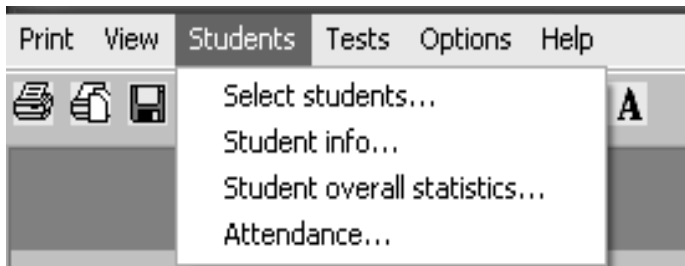 Print View Students Tests Options Help
Select students...
A
Student info...
Student overall statistics...
Attendance...